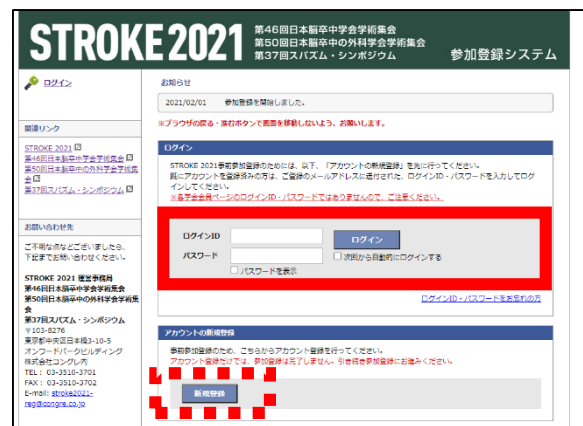 STROKE2021
第46回日本脳卒中学会学術集会
第50回日本脳卒中の外科学会学術集会
第37回スパズム・シンポジウム
参加登録システム
ログイン
関連リンク
STROKE 2021
第46回日本脳卒中学会学術集会
第50回日本脳卒中の外科学会学術集
会
第37回スパズム・シンポジウム
お問い合わせ先
ご不明な点などございましたら、
下記までお問い合わせください。
STROKE 2021 運営事務局
第46回日本脳卒中学会学術集会
第50回日本脳卒中の外科学会学術集
会
第37回スパズム・シンポジウム
〒103-8276
東京都中央区日本橋3-10-5
オンワードパークビルディング
株式会社コングレ内
TEL： 03-3510-3701
FAX： 03-3510-3702
E-mail: stroke2021-
reg@congre.co.jp
お知らせ
2021/02/01 参加登録を開始しました。
※ブラウザの戻る・進むボタンで画面を移動しないよう、お願いします。
ログイン
STROKE 2021事前参加登録のためには、以下、「アカウントの新規登録」を先に行ってください。
既にアカウントを登録済みの方は、ご登録のメールアドレスに送付された、ログインID・パスワードを入力してログ
インしてください。
※各学会会員ページのログインID・パスワードではありませんので、ご注意ください。
ログインID
パスワード
パスワードを表示
ログイン
次回から自動的にログインする
ログインID・パスワードをお忘れの方
アカウントの新規登録
事前参加登録のため、こちらからアカウント登録を行ってください。
アカウント登録だけでは、参加登録は完了しません。引き続き参加登録にお進みください。
新規登録